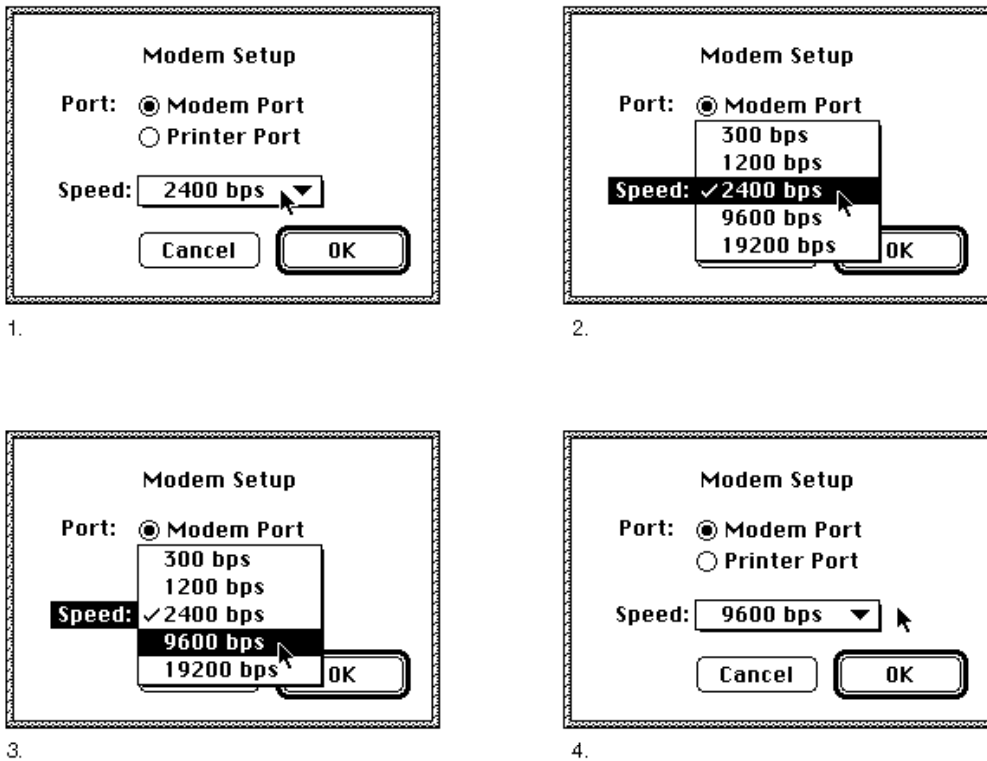 Modem Setup
Port: Modem Port
Printer Port
Speed: 2400 bps
Cancel OK
1.
Modem Setup
Port: Modem Port
300 bps
1200 bps
Speed: ✓2400 bps
9600 bps
19200 bps
OK
2.
Modem Setup
Port: Modem Port
300 bps
1200 bps
Speed: ✓2400 bps
9600 bps
19200 bps
OK
3.
Modem Setup
Port: Modem Port
Printer Port
Speed: 9600 bps
Cancel OK
4.